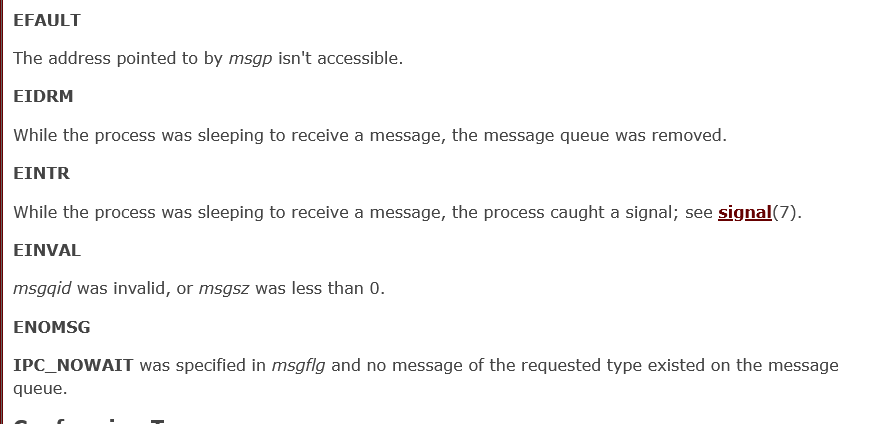 EFAULT
The address pointed to by msgp isn't accessible.
EIDRM
While the process was sleeping to receive a message, the message queue was removed.
EINTR
While the process was sleeping to receive a message, the process caught a signal; see signal(7).
EINVAL
msgqid was invalid, or msgsz was less than 0.
ENOMSG
IPC_NOWAIT was specified in msgflg and no message of the requested type existed on the message
queue.